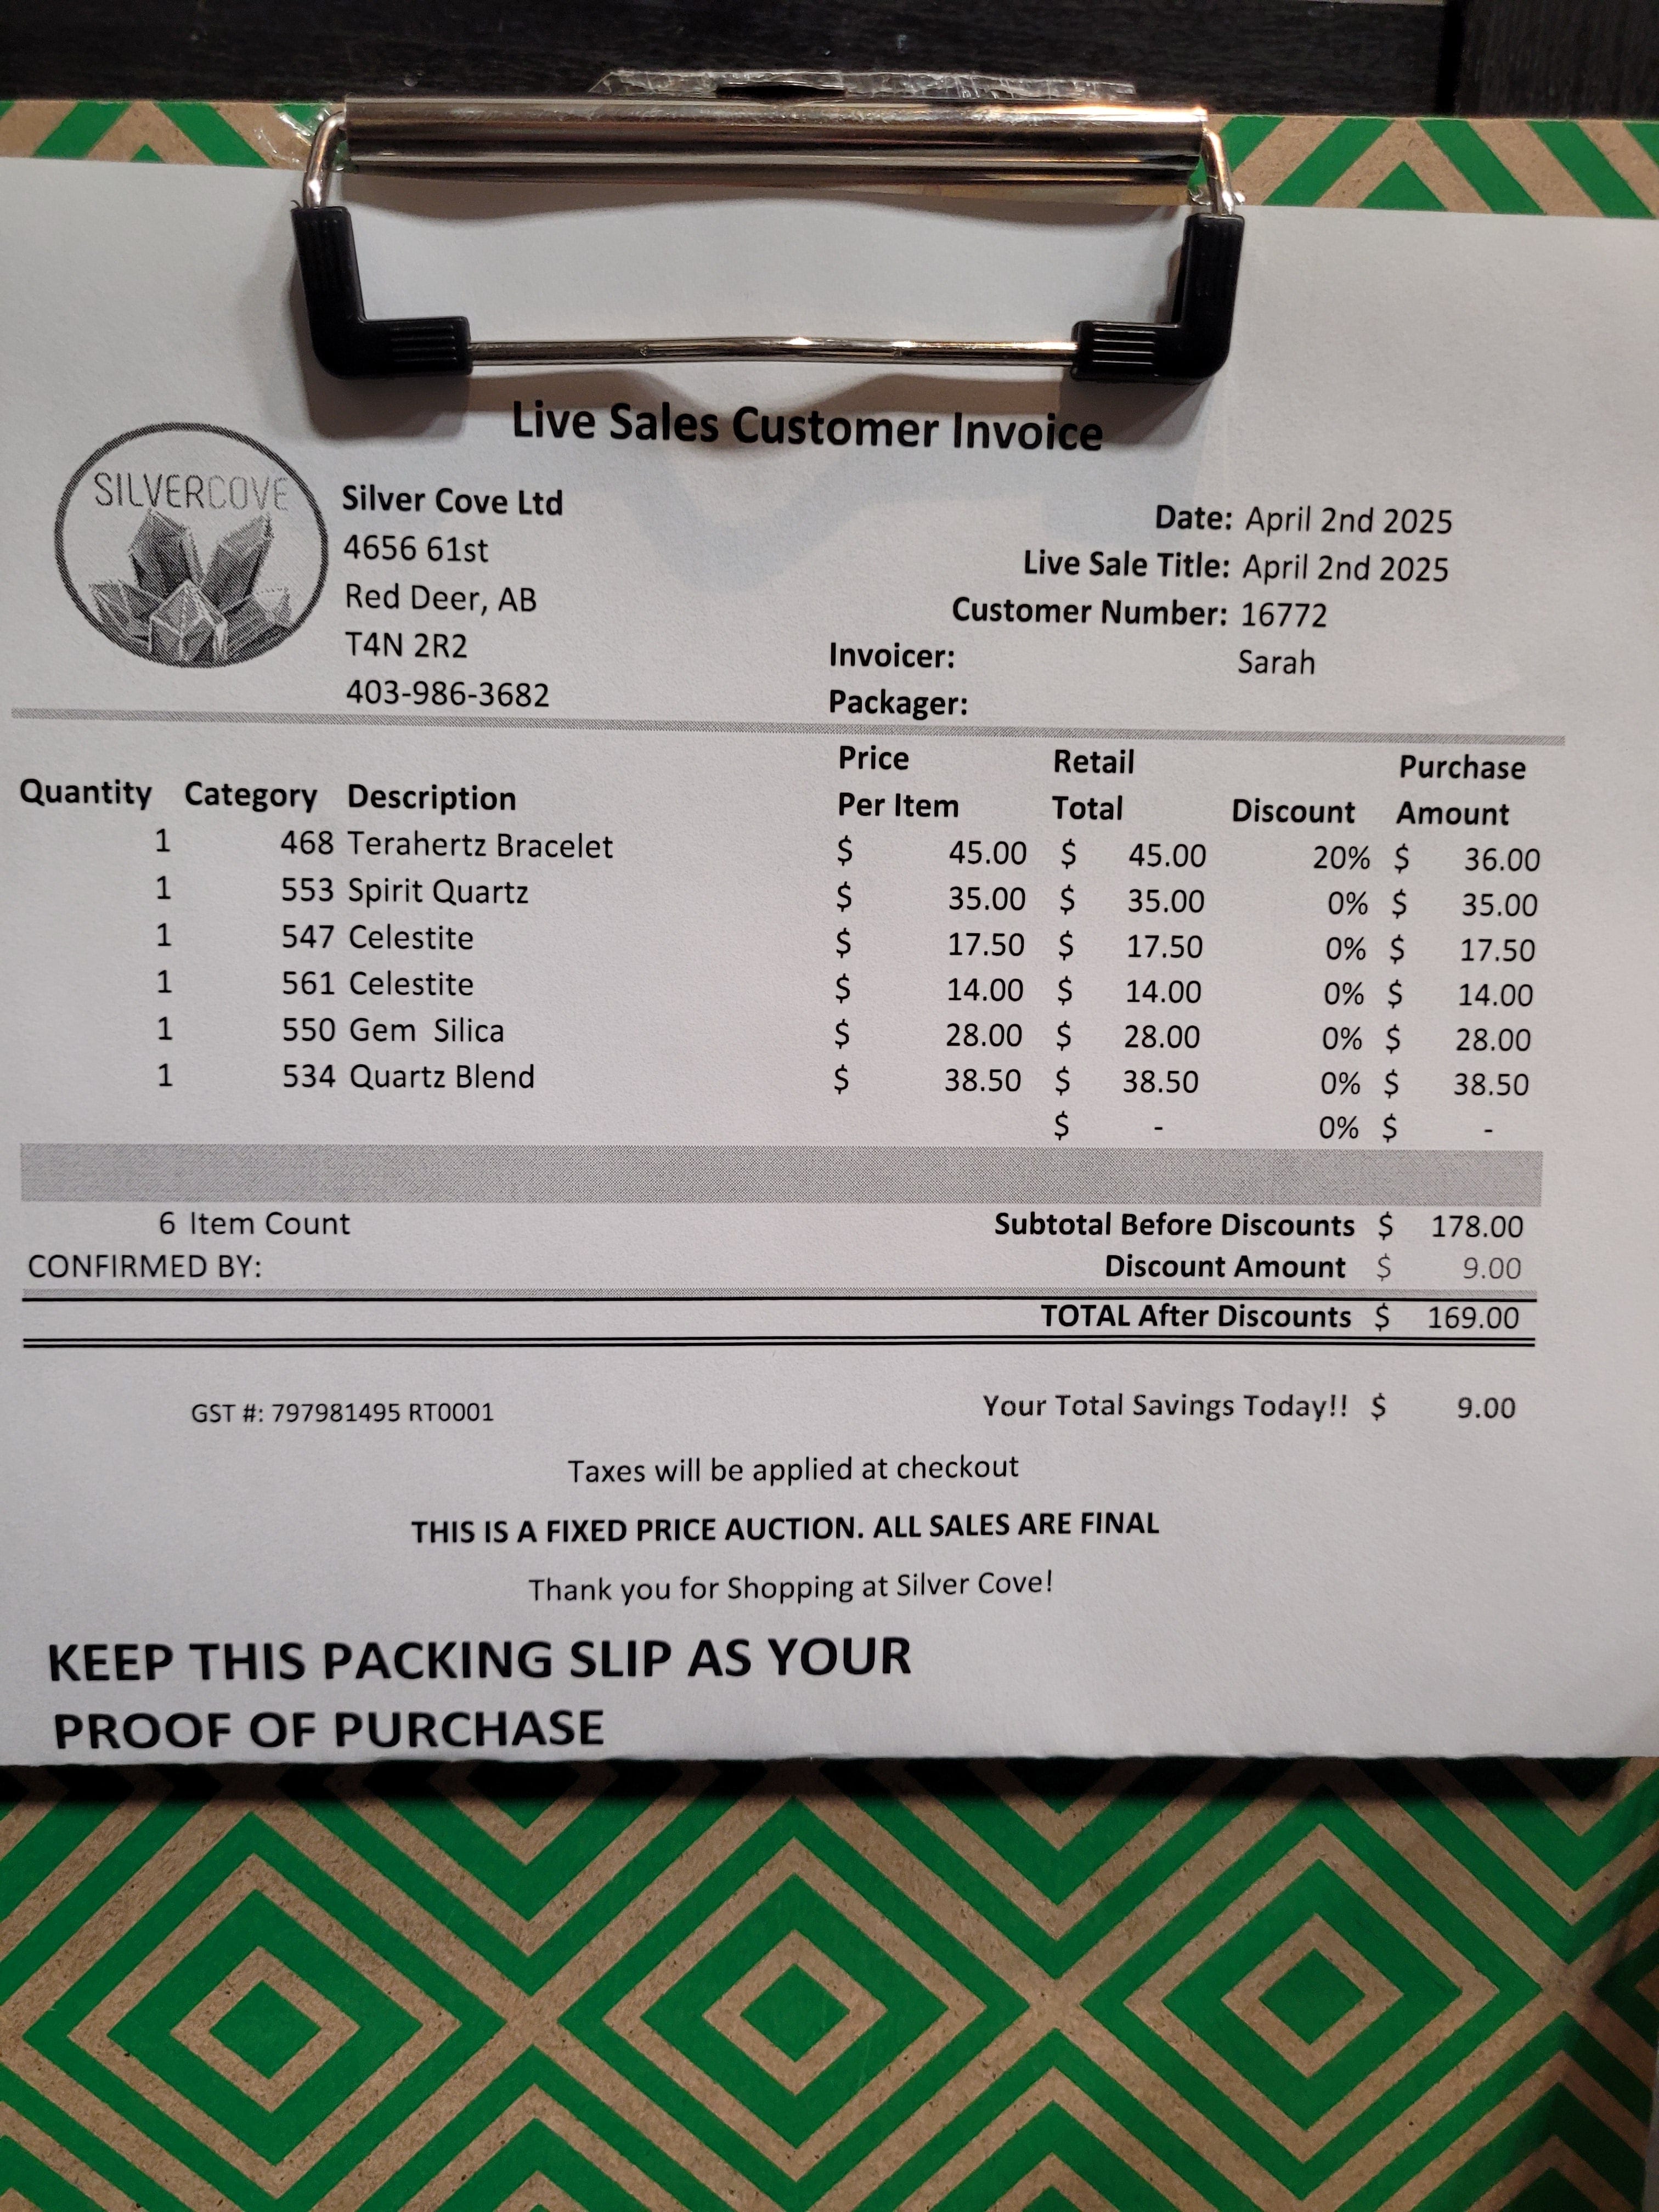 Live Sales Customer Invoice
SILVERCOVE
Silver Cove Ltd
4656 61st
Red Deer, AB
T4N 2R2
403-986-3682
Date: April 2nd 2025
Live Sale Title: April 2nd 2025
Customer Number: 16772
Invoicer: Sarah
Packager:
Quantity Category Description Price Per Item Retail Total Discount Purchase Amount
1 468 Terahertz Bracelet $ 45.00 $ 45.00 20% $ 36.00
1 553 Spirit Quartz $ 35.00 $ 35.00 0% $ 35.00
1 547 Celestite $ 17.50 $ 17.50 0% $ 17.50
1 561 Celestite $ 14.00 $ 14.00 0% $ 14.00
1 550 Gem Silica $ 28.00 $ 28.00 0% $ 28.00
1 534 Quartz Blend $ 38.50 $ 38.50 0% $ 38.50
$ - 0% $ -
6 Item Count Subtotal Before Discounts $ 178.00
CONFIRMED BY: Discount Amount $ 9.00
TOTAL After Discounts $ 169.00
GST #: 797981495 RT0001 Your Total Savings Today!! $ 9.00
Taxes will be applied at checkout
THIS IS A FIXED PRICE AUCTION. ALL SALES ARE FINAL
Thank you for Shopping at Silver Cove!
KEEP THIS PACKING SLIP AS YOUR
PROOF OF PURCHASE